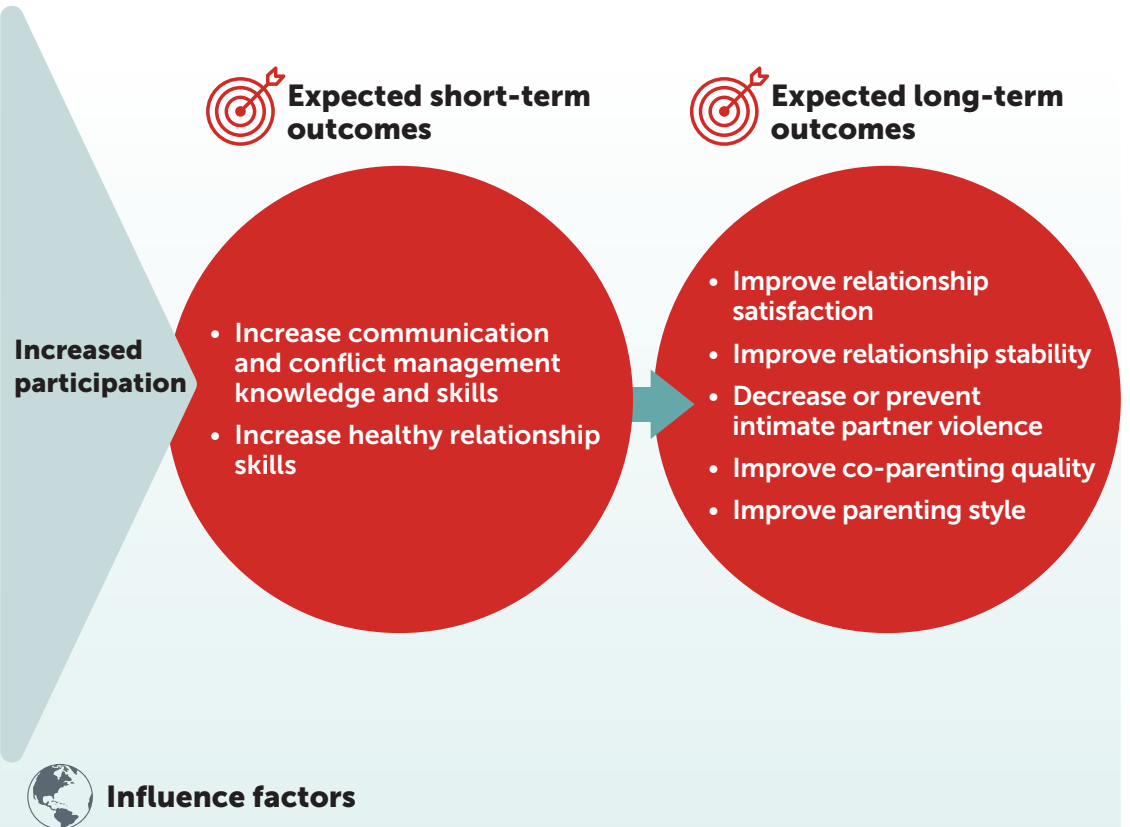 Expected short-term
outcomes
Expected long-term
outcomes
Increased
participation
• Increase communication
and conflict management
knowledge and skills
• Increase healthy relationship
skills
• Improve relationship
satisfaction
• Improve relationship stability
• Decrease or prevent
intimate partner violence
• Improve co-parenting quality
• Improve parenting style
Influence factors